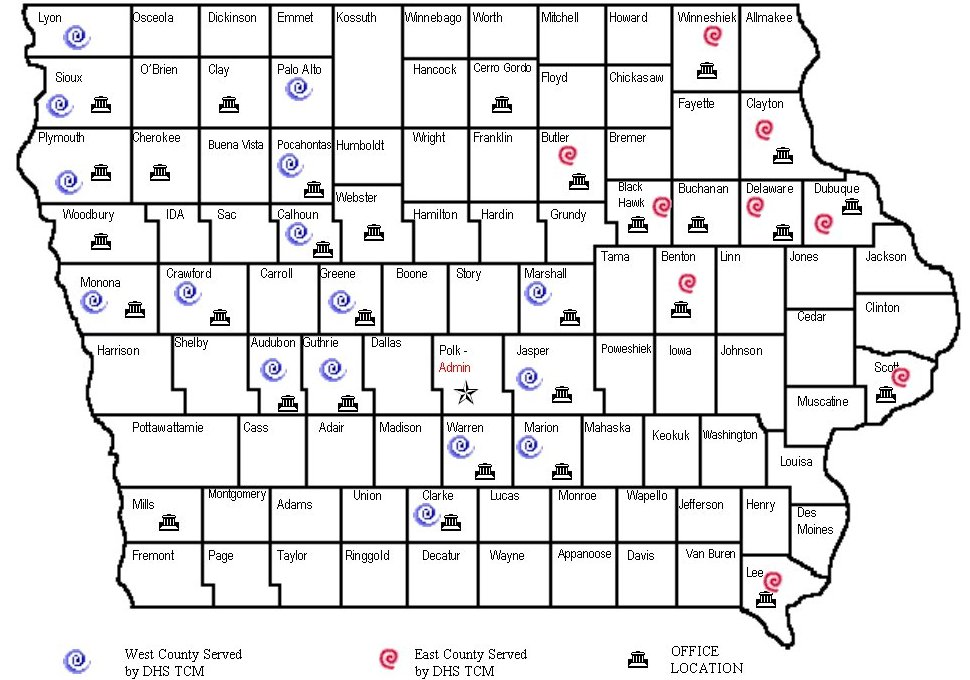 Lyon Osceola Dickinson Emmet Kossuth Winnebago Worth Mitchell Howard Winneshiek Allmakee
Sioux O'Brien Clay Palo Alto Hancock Cerro Gordo Floyd Chickasaw
Fayette Clayton
Plymouth Cherokee Buena Vista Pocahontas Humboldt Wright Franklin Butler Bremer
Black
Hawk
Buchanan Delaware Dubuque
Webster
Woodbury IDA Sac Calhoun Hamilton Hardin Grundy
Tama Benton Linn Jones Jackson
Monona Crawford Carroll Greene Boone Story Marshall
Clinton
Cedar
Harrison Shelby Audubon Guthrie Dallas
Polk -
Admin
Jasper Poweshiek Iowa Johnson
Scott
Muscatine
Pottawattamie Cass Adair Madison Warren Marion Mahaska Keokuk Washington
Louisa
Mills Montgomery Adams Union Clarke Lucas Monroe Wapello Jefferson Henry
Des
Moines
Fremont Page Taylor Ringgold Decatur Wayne Appanoose Davis Van Buren
Lee
West County Served
by DHS TCM
East County Served
by DHS TCM
OFFICE
LOCATION